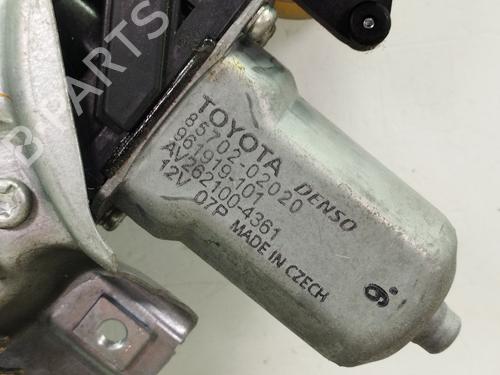 B PARTS
TOYOTA DENSO
85702-02020
961919-101
AV262100-4361
12V 07P MADE IN CZECH
9